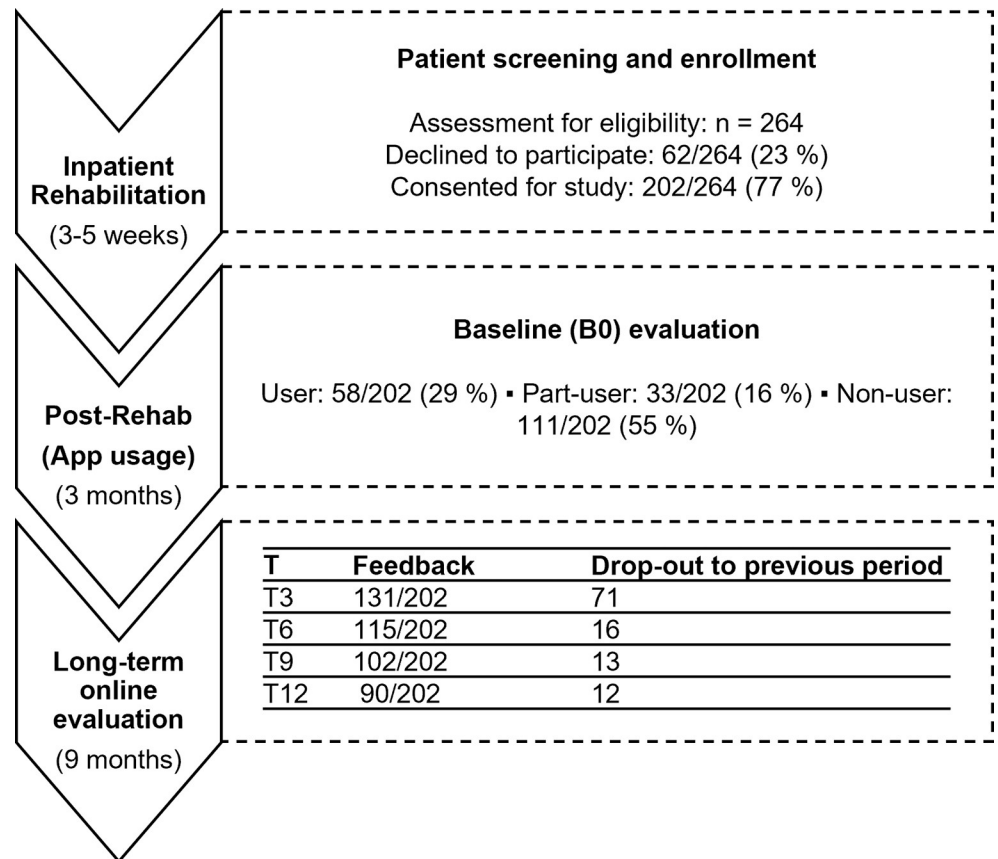 Inpatient
Rehabilitation
(3-5 weeks)
Patient screening and enrollment
Assessment for eligibility: n = 264
Declined to participate: 62/264 (23 %)
Consented for study: 202/264 (77 %)
Post-Rehab
(App usage)
(3 months)
Baseline (B0) evaluation
User: 58/202 (29 %) ▪ Part-user: 33/202 (16 %) ▪ Non-user:
111/202 (55 %)
Long-term
online
evaluation
(9 months)
T Feedback Drop-out to previous period
T3 131/202 71
T6 115/202 16
T9 102/202 13
T12 90/202 12